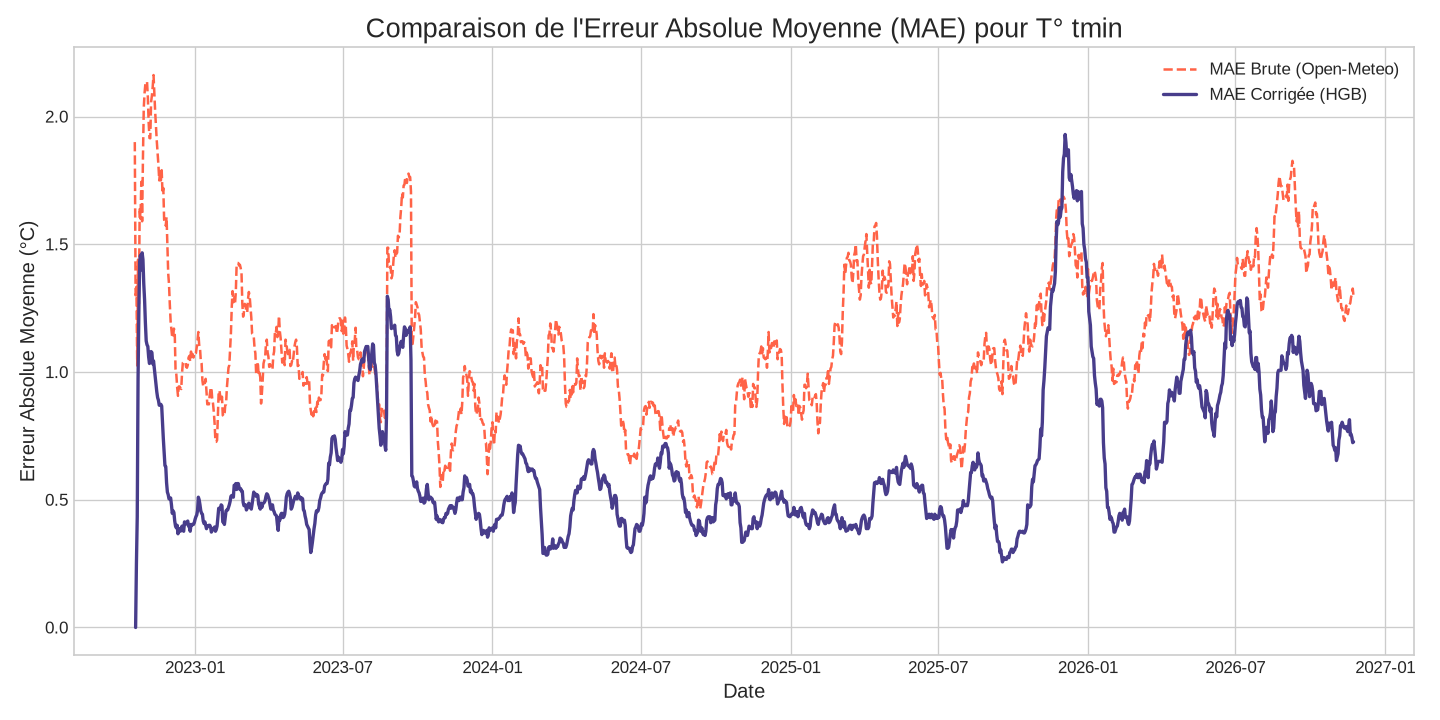 Comparaison de l'Erreur Absolue Moyenne (MAE) pour T° tmin
MAE Brute (Open-Meteo)
MAE Corrigée (HGB)
Erreur Absolue Moyenne (°C)
2.0
1.5
1.0
0.5
0.0
2023-01
2023-07
2024-01
2024-07
2025-01
2025-07
2026-01
2026-07
2027-01
Date